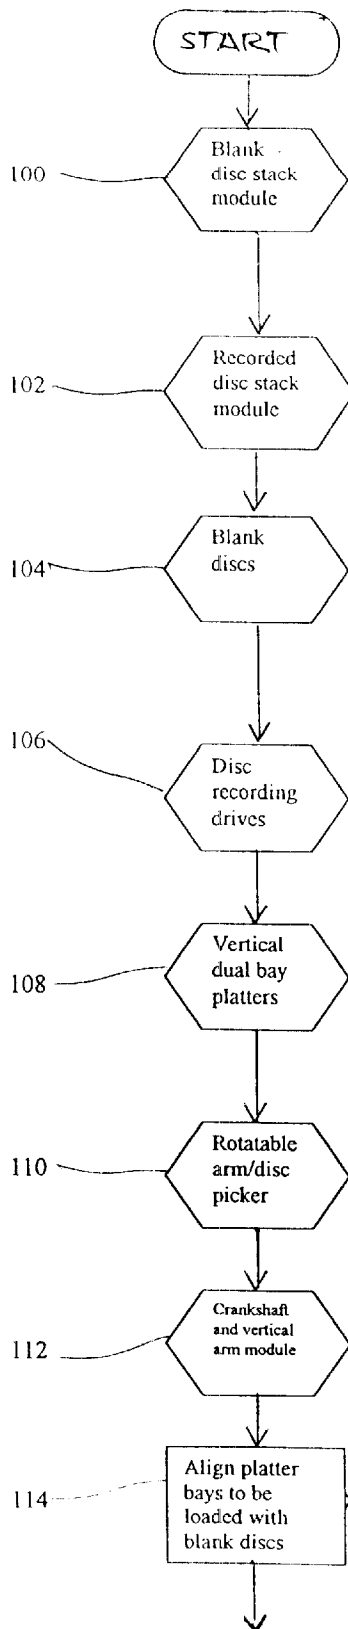 START
100
Blank
disc stack
module
102
Recorded
disc stack
module
104
Blank
discs
106
Disc
recording
drives
108
Vertical
dual bay
platters
110
Rotatable
arm/disc
picker
112
Crankshaft
and vertical
arm module
114
Align platter
bays to be
loaded with
blank discs